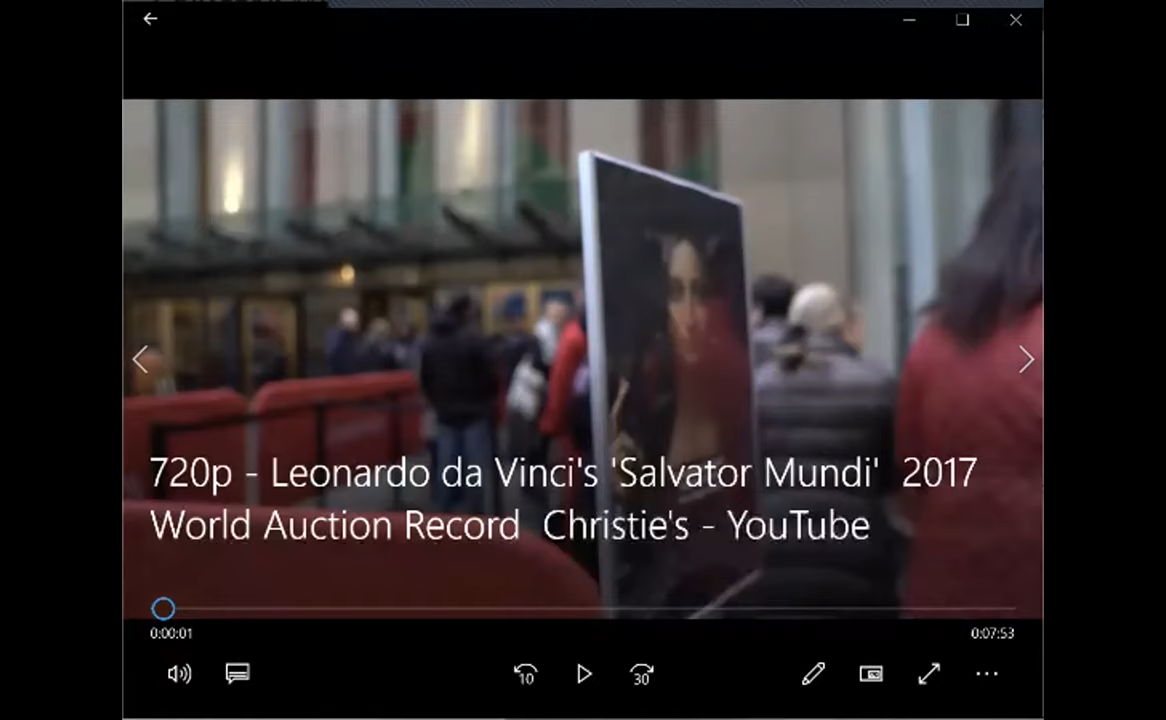 720p - Leonardo da Vinci's 'Salvator Mundi'  2017
World Auction Record  Christie's - YouTube
0:00:01
0:07:53
10
30